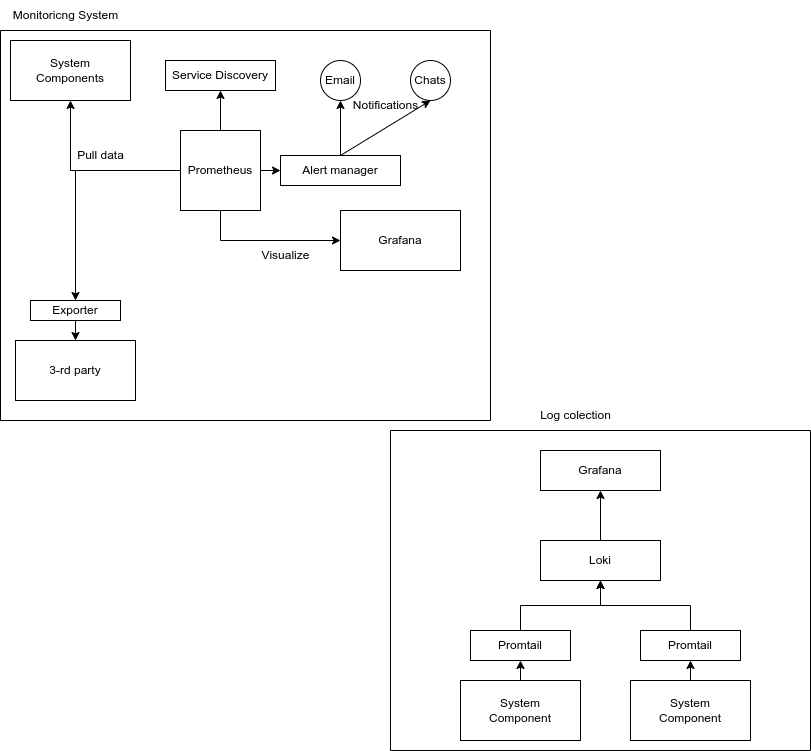 Monitoricng System
System
Components
Service Discovery
Email
Chats
Notifications
Pull data
Prometheus
Alert manager
Grafana
Visualize
Exporter
3-rd party
Log colection
Grafana
Loki
Promtail
Promtail
System
Component
System
Component